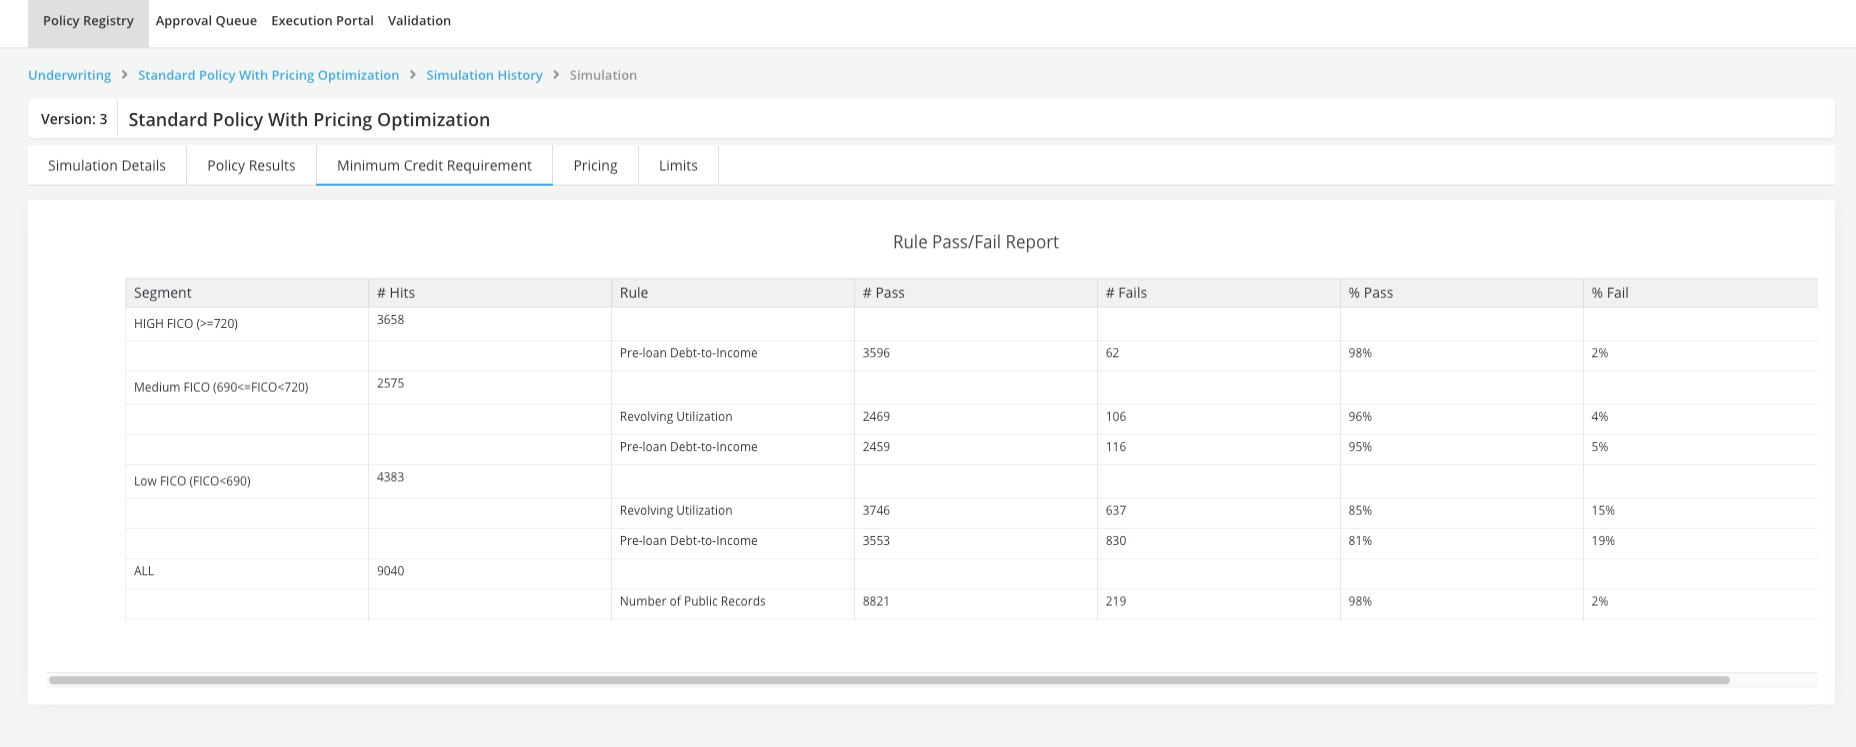 Policy Registry Approval Queue Execution Portal Validation
Underwriting > Standard Policy With Pricing Optimization > Simulation History > Simulation
Version: 3 Standard Policy With Pricing Optimization
Simulation Details Policy Results Minimum Credit Requirement Pricing Limits
Rule Pass/Fail Report
Segment # Hits Rule # Pass # Fails % Pass % Fail
HIGH FICO (>=720) 3658
Pre-loan Debt-to-Income 3596 62 98% 2%
Medium FICO (690<=FICO<720) 2575
Revolving Utilization 2469 106 96% 4%
Pre-loan Debt-to-Income 2459 116 95% 5%
Low FICO (FICO<690) 4383
Revolving Utilization 3746 637 85% 15%
Pre-loan Debt-to-Income 3553 830 81% 19%
ALL 9040
Number of Public Records 8821 219 98% 2%